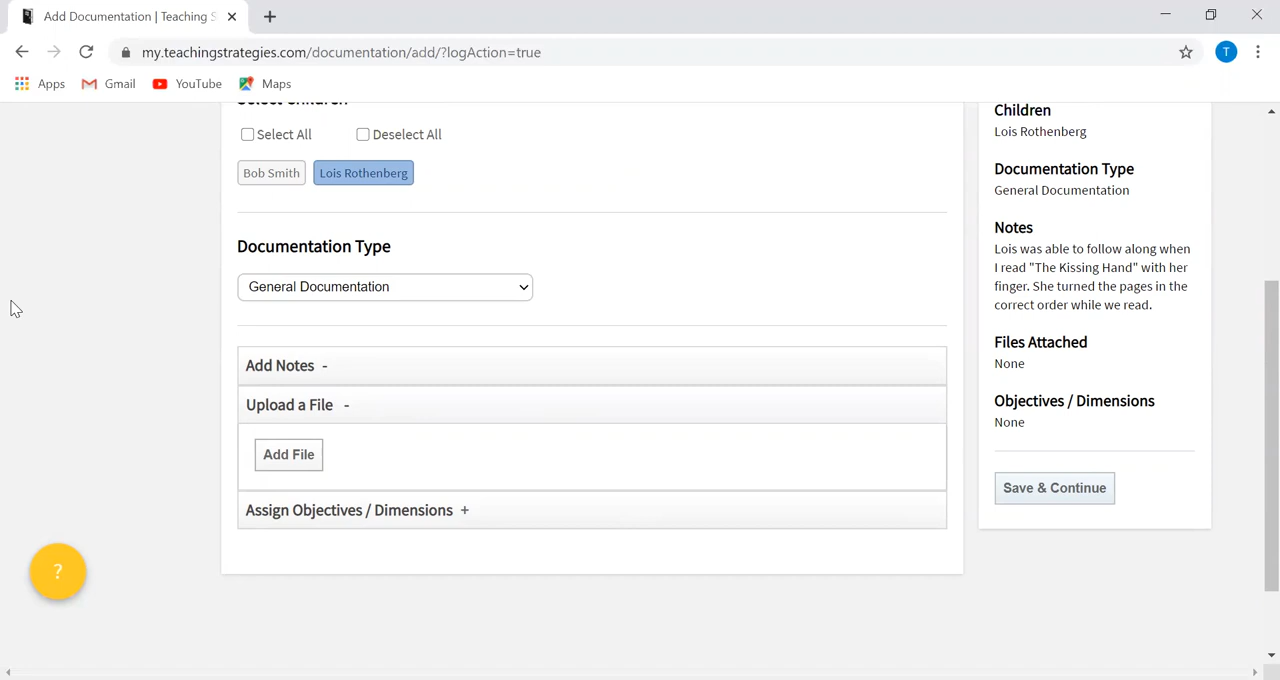 Add Documentation | Teaching S
my.teachingstrategies.com/documentation/add/?logAction=true
T
Apps Gmail YouTube Maps
Select Children
Select All Deselect All
Bob Smith Lois Rothenberg
Documentation Type
General Documentation
Add Notes -
Upload a File -
Add File
Assign Objectives / Dimensions +
?
Children
Lois Rothenberg
Documentation Type
General Documentation
Notes
Lois was able to follow along when
I read "The Kissing Hand" with her
finger. She turned the pages in the
correct order while we read.
Files Attached
None
Objectives / Dimensions
None
Save & Continue